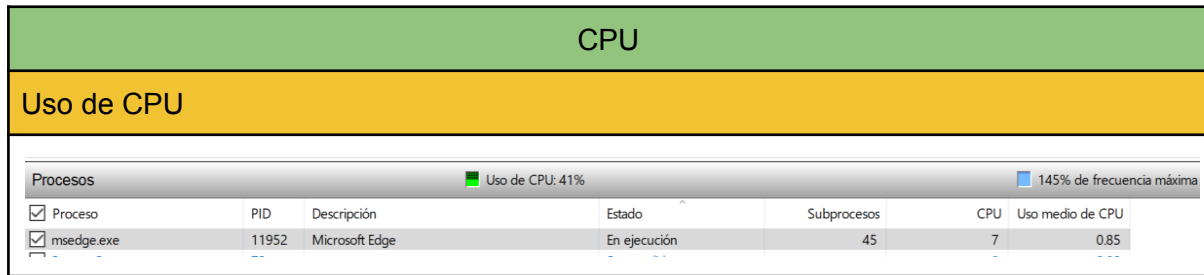 CPU
Uso de CPU
Procesos Uso de CPU: 41% 145% de frecuencia máxima
Proceso PID Descripción Estado Subprocesos CPU Uso medio de CPU
msedge.exe 11952 Microsoft Edge En ejecución 45 7 0.85